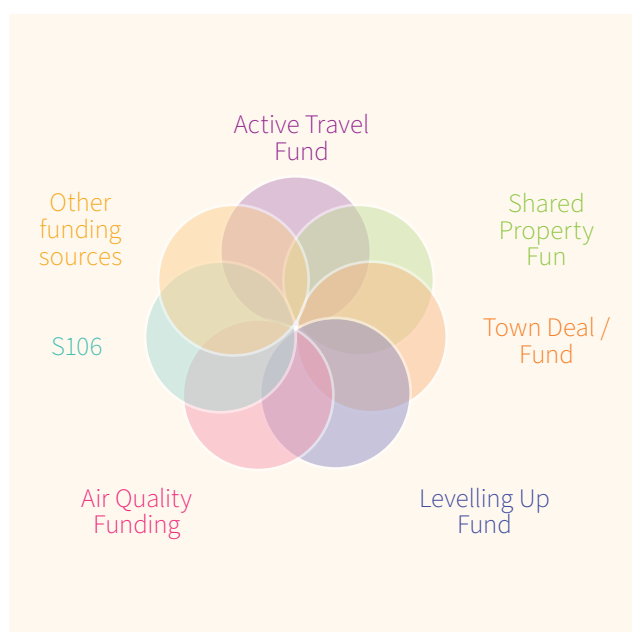 Active Travel
Fund
Other
funding
sources
Shared
Property
Fun
S106
Town Deal /
Fund
Air Quality
Funding
Levelling Up
Fund